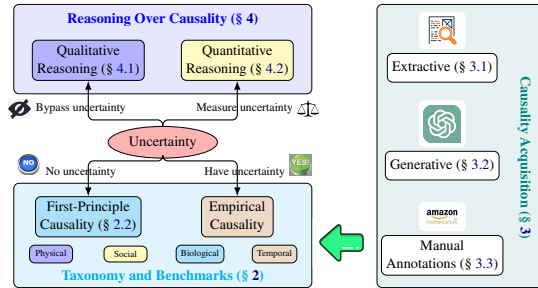 Reasoning Over Causality (§ 4)
Qualitative
Reasoning (§ 4.1)
Quantitative
Reasoning (§ 4.2)
Bypass uncertainty
Measure uncertainty
Uncertainty
NO
No uncertainty
Have uncertainty
YES!
First-Principle
Causality (§ 2.2)
Empirical
Causality
Physical
Social
Biological
Temporal
Taxonomy and Benchmarks (§ 2)
Extractive (§ 3.1)
Generative (§ 3.2)
amazon
Manual
Annotations (§ 3.3)
Causality Acquisition (§ 3)